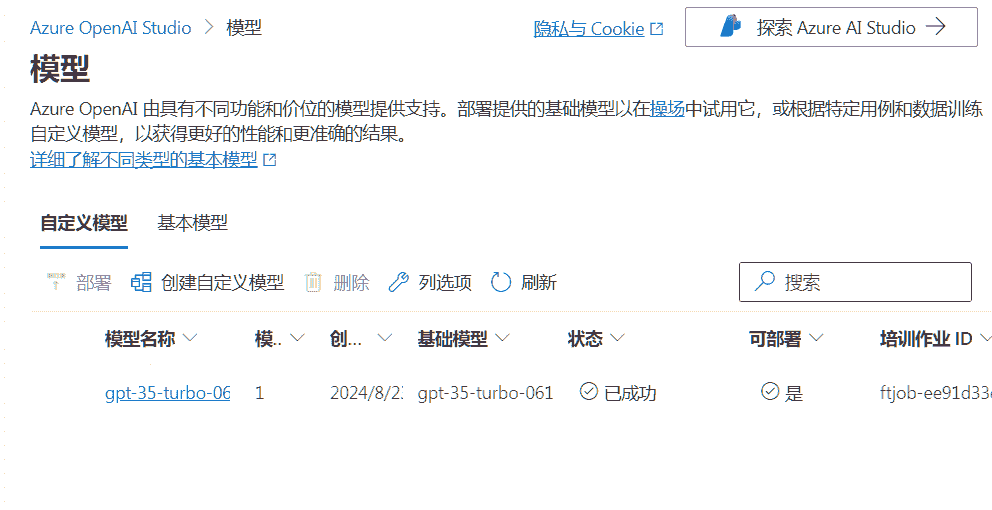 Azure OpenAI Studio > 模型 隐私与 Cookie 探索 Azure AI Studio →
模型
Azure OpenAI 由具有不同功能和价位的模型提供支持。部署提供的基础模型以在操场中试用它，或根据特定用例和数据训练
自定义模型，以获得更好的性能和更准确的结果。
详细了解不同类型的基本模型
自定义模型 基本模型
部署 创建自定义模型 删除 列选项 刷新 搜索
模型名称 模.. 创... 基础模型 状态 可部署 培训作业 ID
gpt-35-turbo-06 1 2024/8/2 gpt-35-turbo-061 已成功 是 ftjob-ee91d33